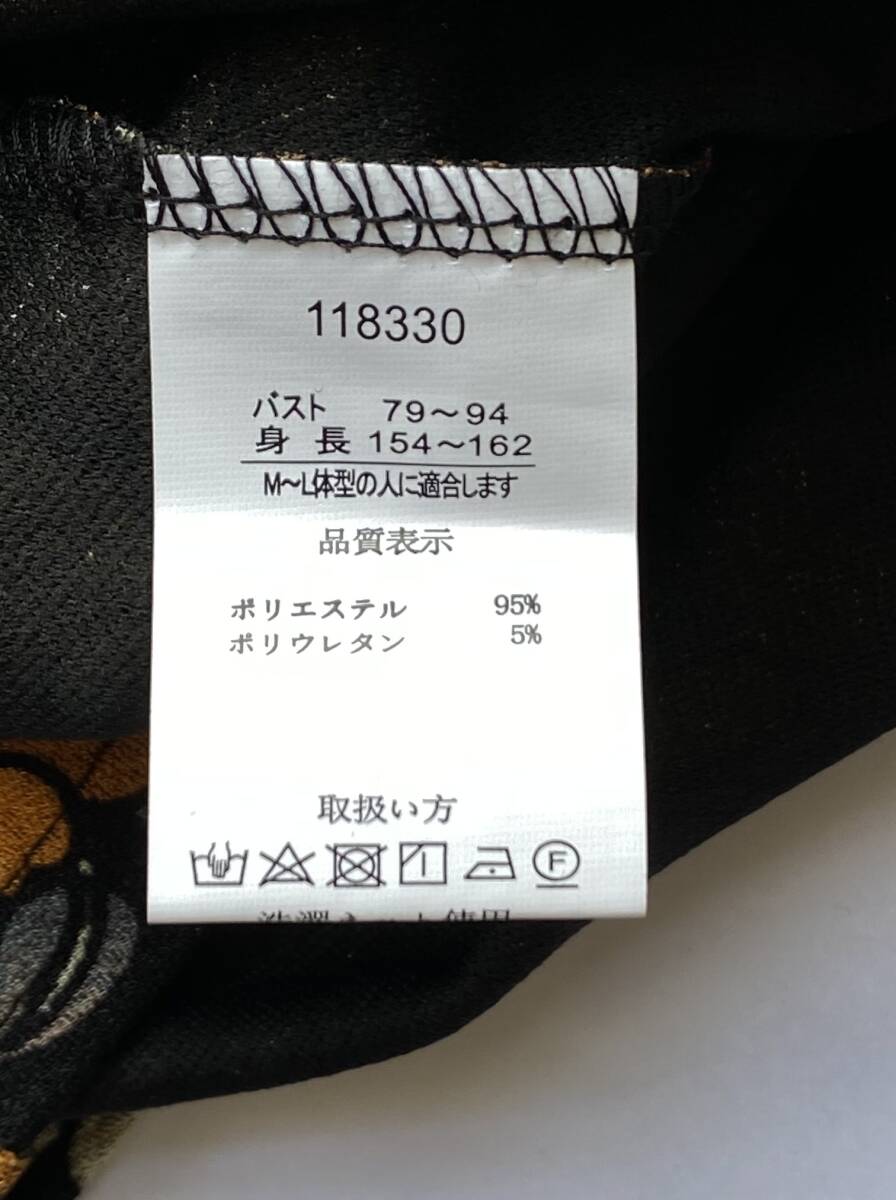 118330
バスト 79～94
身長 154～162
M～L体型の人に適合します
品質表示
ポリエステル 95%
ポリウレタン 5%
取扱い方
F